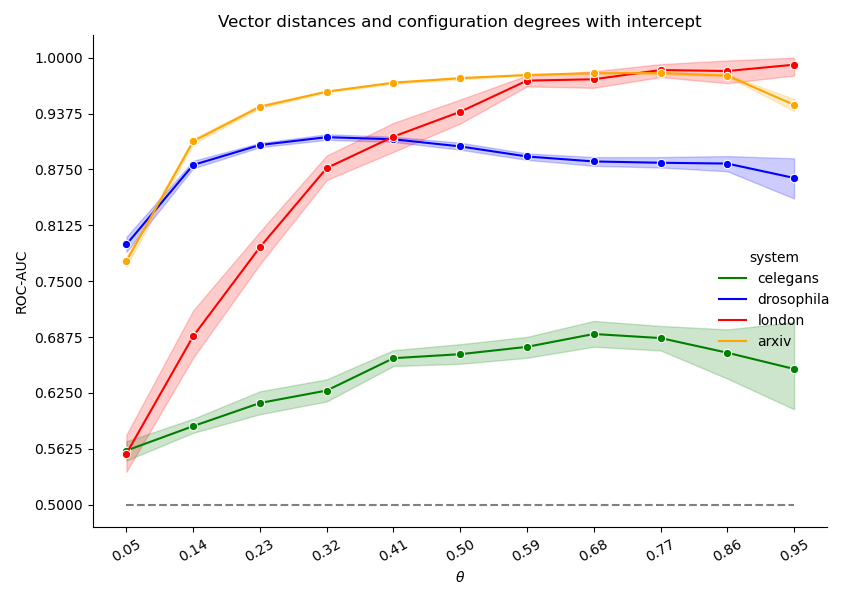 Vector distances and configuration degrees with intercept
1.0000
0.9375
0.8750
0.8125
0.7500
0.6875
0.6250
0.5625
0.5000
ROC-AUC
system
celegans
drosophila
london
arxiv
0.05 0.14 0.23 0.32 0.41 0.50 0.59 0.68 0.77 0.86 0.95
θ